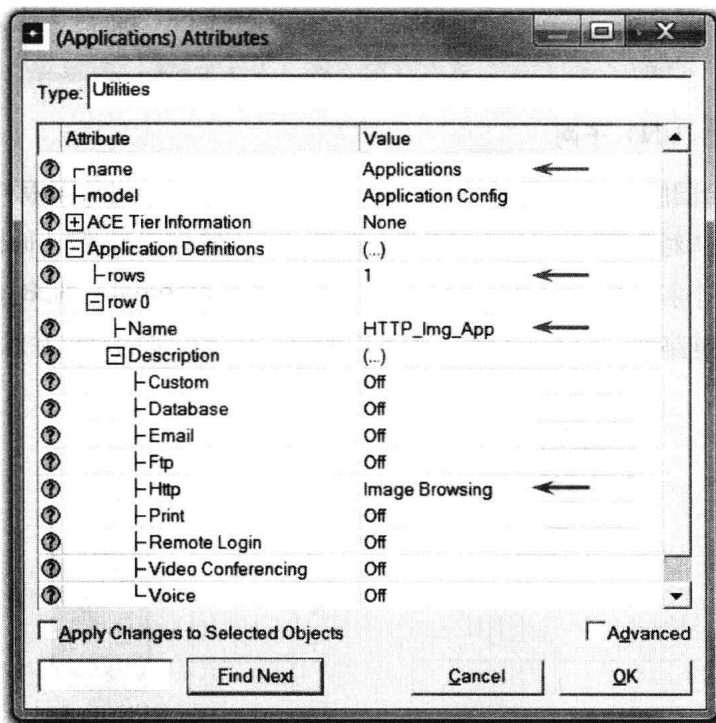 (Applications) Attributes
Type: Utilities
Attribute Value
name Applications
model Application Config
ACE Tier Information None
Application Definitions (...)
rows 1
row 0
Name HTTP_Img_App
Description (...)
Custom Off
Database Off
Email Off
Ftp Off
Http Image Browsing
Print Off
Remote Login Off
Video Conferencing Off
Voice Off
Apply Changes to Selected Objects Advanced
Find Next Cancel OK